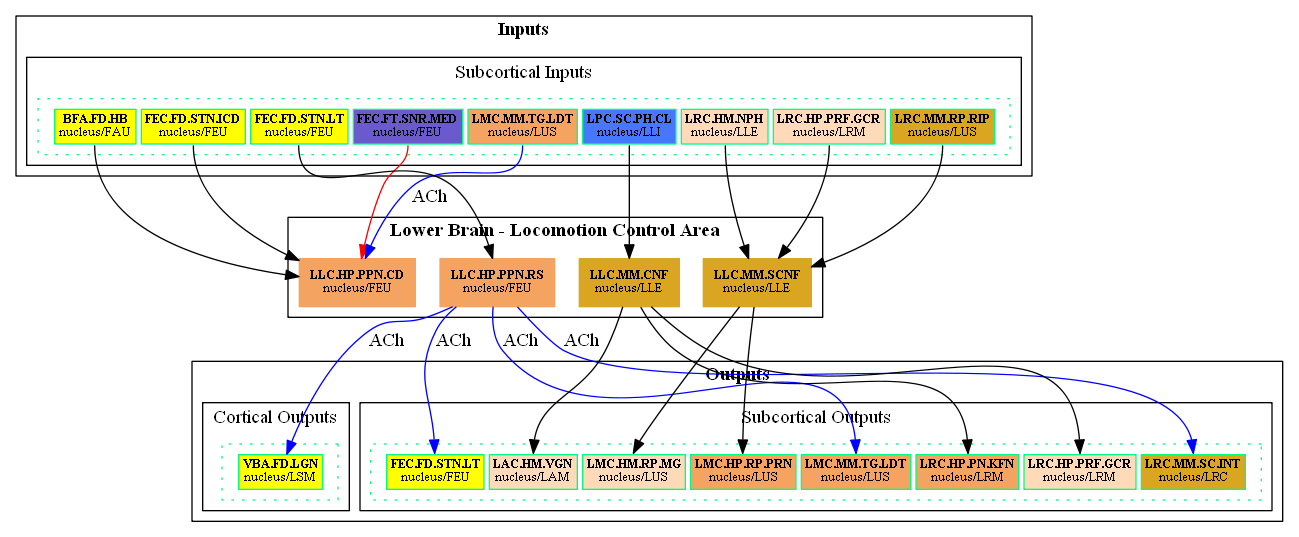 Inputs
Subcortical Inputs
BFA.FD.HB
nucleus/FAU
FEC.FD.STN.ICD
nucleus/FEU
FEC.FD.STN.LT
nucleus/FEU
FEC.FT.SNR.MED
nucleus/FEU
LMC.MM.TG.LDT
nucleus/LUS
LPC.SC.PH.CL
nucleus/LLI
LRC.HM.NPH
nucleus/LLE
LRC.HP.PRF.GCR
nucleus/LRM
LRC.MM.RP.RIP
nucleus/LUS
ACh
Lower Brain - Locomotion Control Area
LLC.HP.PPN.CD
nucleus/FEU
LLC.HP.PPN.RS
nucleus/FEU
LLC.MM.CNF
nucleus/LLE
LLC.MM.SCNF
nucleus/LLE
ACh
ACh
ACh
ACh
Outputs
Cortical Outputs
VBA.FD.LGN
nucleus/LSM
Subcortical Outputs
FEC.FD.STN.LT
nucleus/FEU
LAC.HM.VGN
nucleus/LAM
LMC.HM.RP.MG
nucleus/LUS
LMC.HP.RP.PRN
nucleus/LUS
LMC.MM.TG.LDT
nucleus/LUS
LRC.HP.PN.KFN
nucleus/LRM
LRC.HP.PRF.GCR
nucleus/LRM
LRC.MM.SC.INT
nucleus/LRC